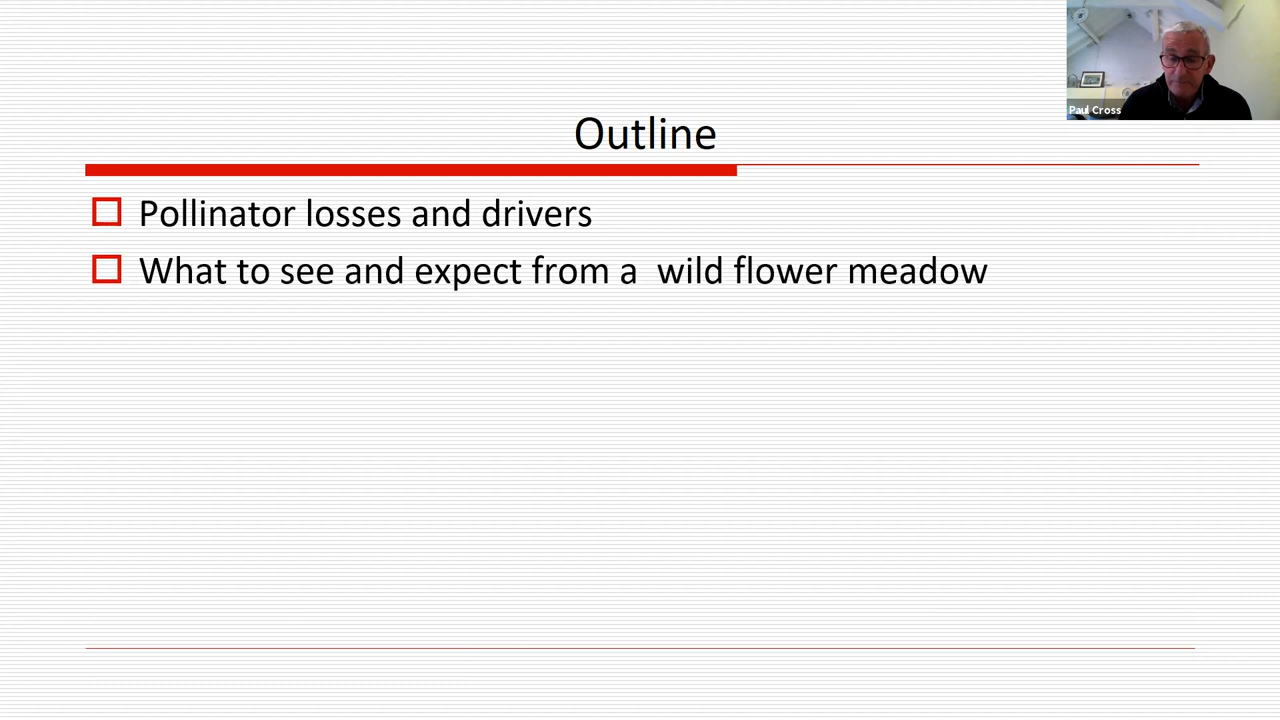 Paul Cross
Outline
Pollinator losses and drivers
What to see and expect from a  wild flower meadow